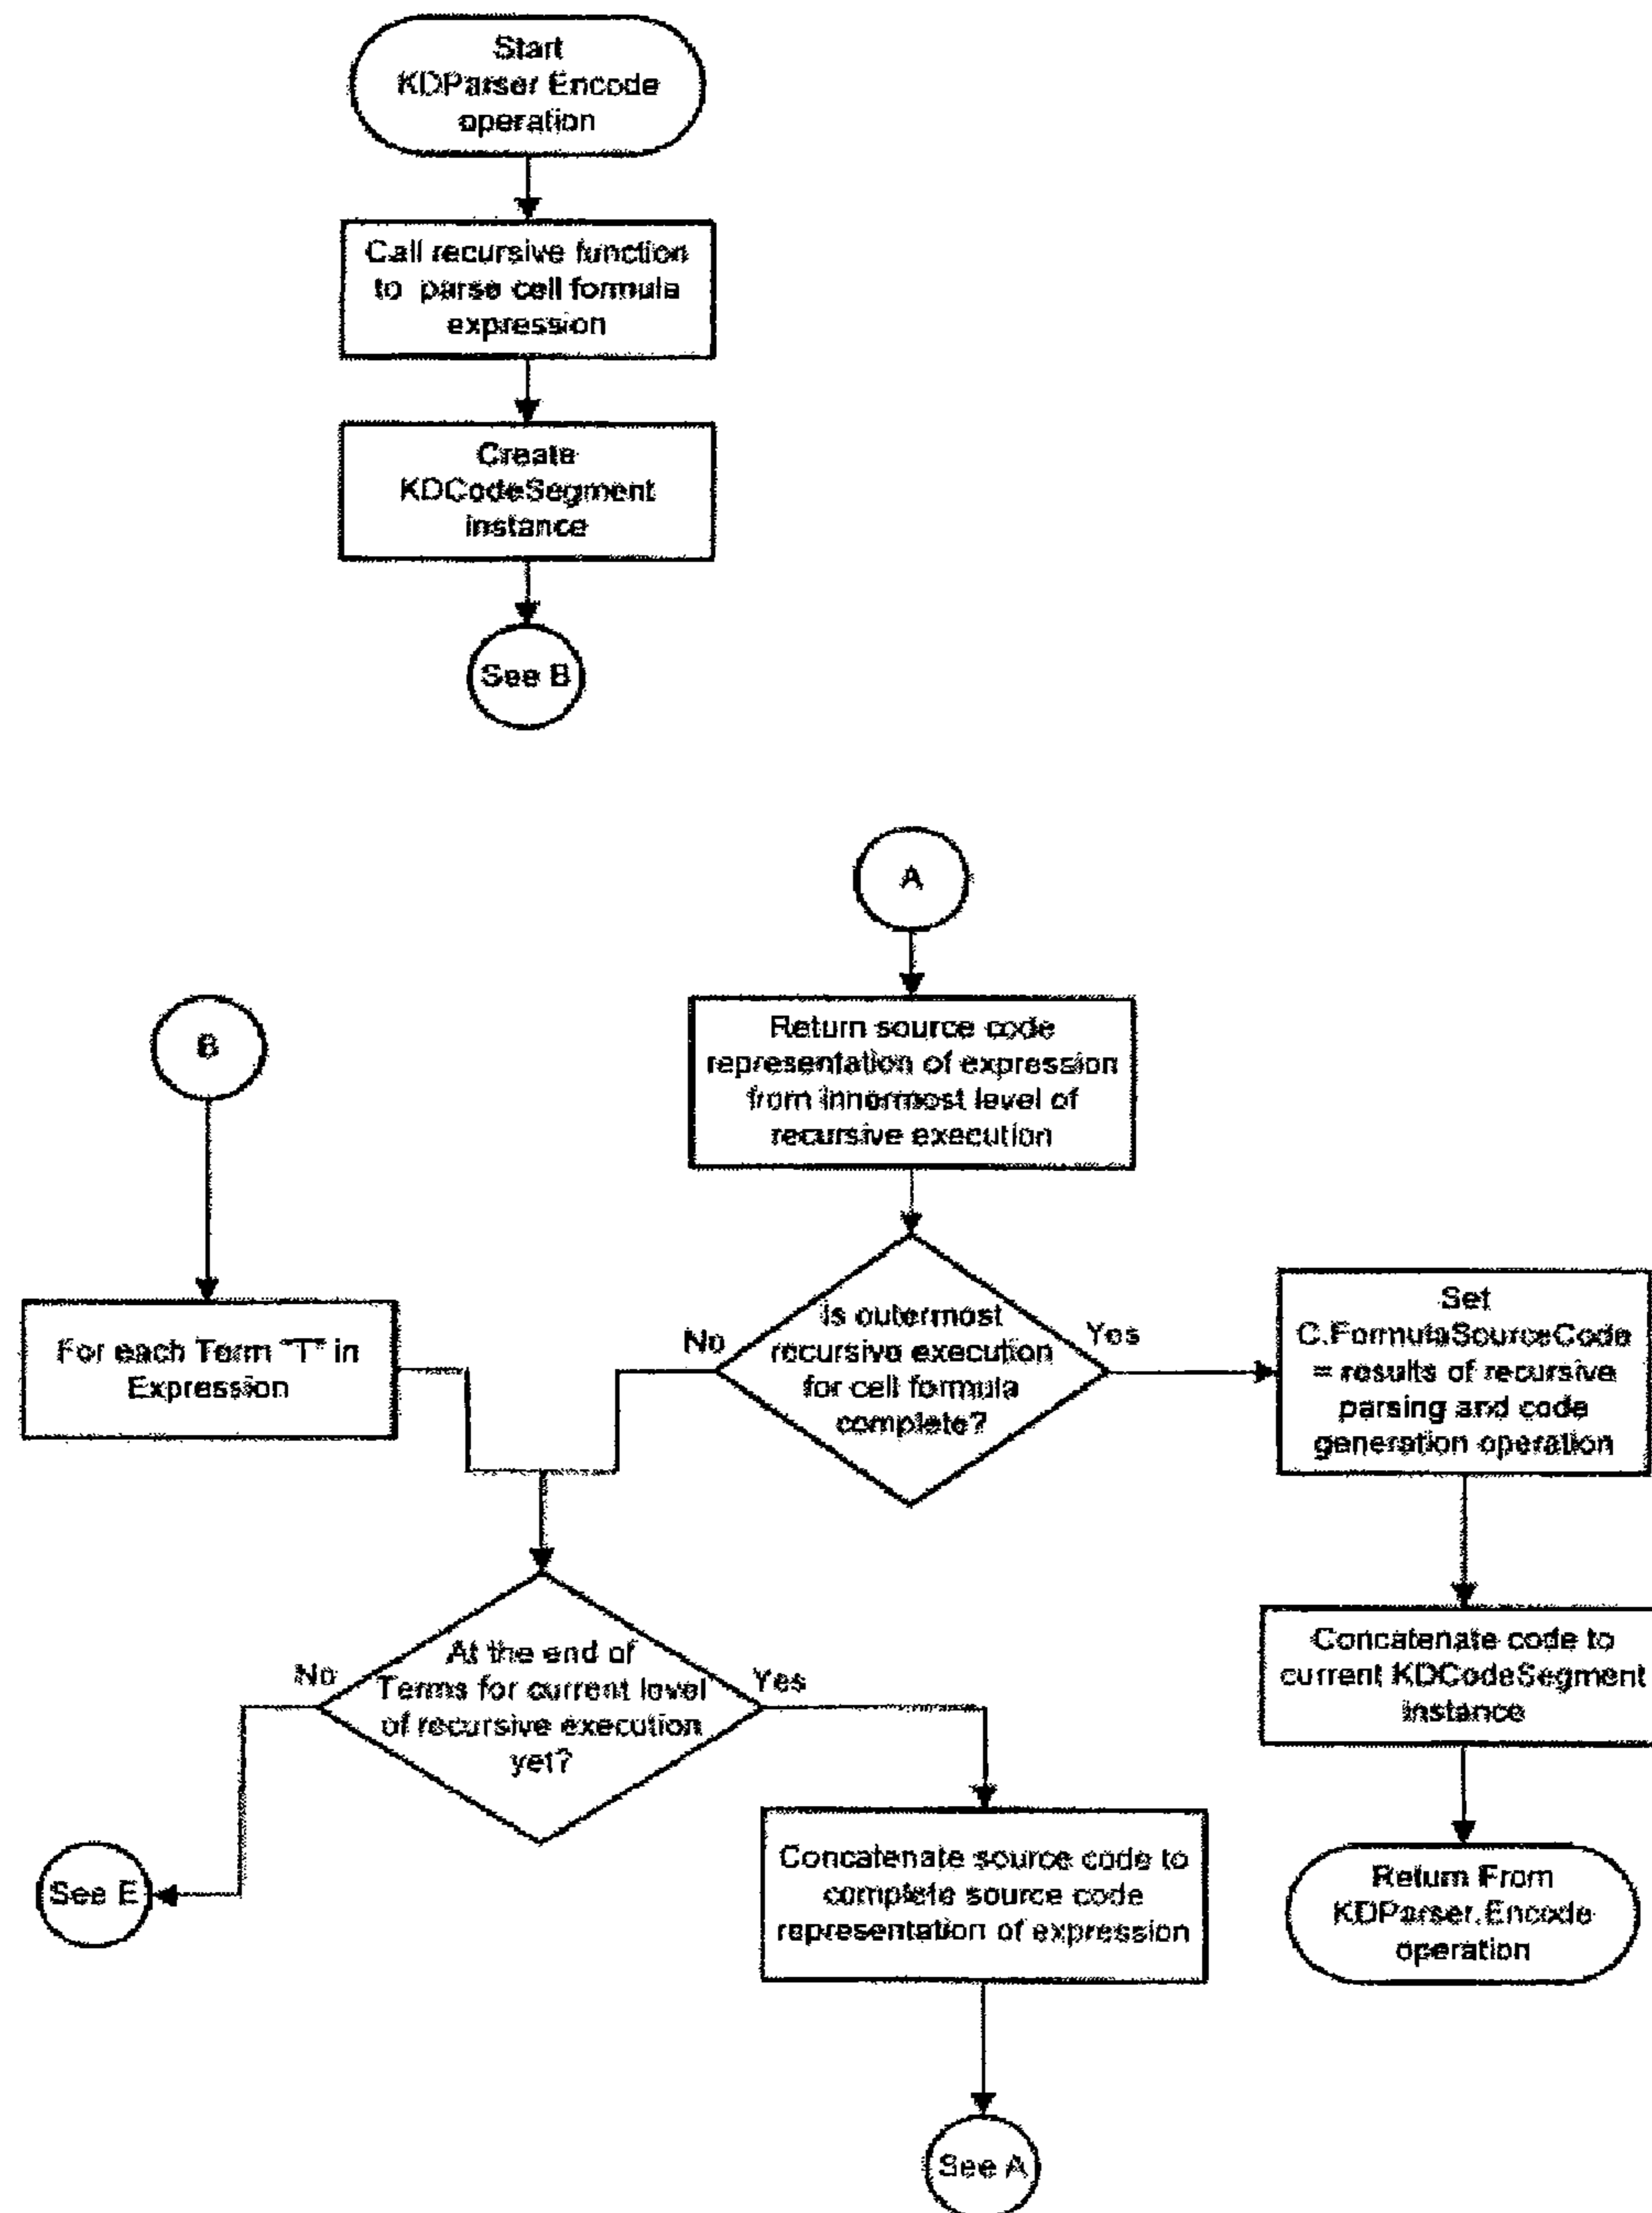 Start
KDParser Encode
operation
Call recursive function
to parse cell formula
expression
Create
KDCodeSegment
instance
See B
A
Return source code
representation of expression
from innermost level of
recursive execution
B
For each Term "T" in
Expression
No
Is outermost
recursive execution
for cell formula
complete?
Yes
Set
C.FormulaSourceCode
= results of recursive
parsing and code
generation operation
No
At the end of
Terms for current level
of recursive execution
yet?
Yes
Concatenate code to
current KDCodeSegment
instance
See E
Concatenate source code to
complete source code
representation of expression
Return From
KDParser.Encode
operation
See A